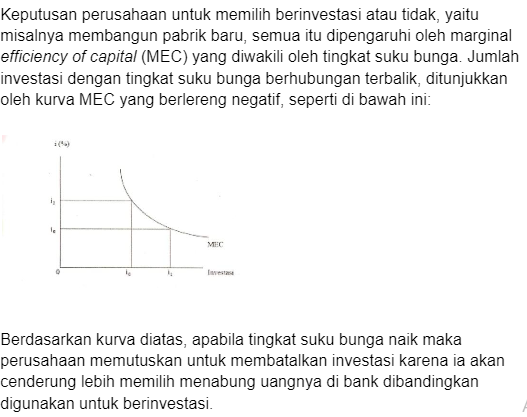 Keputusan perusahaan untuk memilih berinvestasi atau tidak, yaitu
misalnya membangun pabrik baru, semua itu dipengaruhi oleh marginal
efficiency of capital (MEC) yang diwakili oleh tingkat suku bunga. Jumlah
investasi dengan tingkat suku bunga berhubungan terbalik, ditunjukkan
oleh kurva MEC yang berlereng negatif, seperti di bawah ini:
MEC
0
Investasi
Berdasarkan kurva diatas, apabila tingkat suku bunga naik maka
perusahaan memutuskan untuk membatalkan investasi karena ia akan
cenderung lebih memilih menabung uangnya di bank dibandingkan
digunakan untuk berinvestasi.